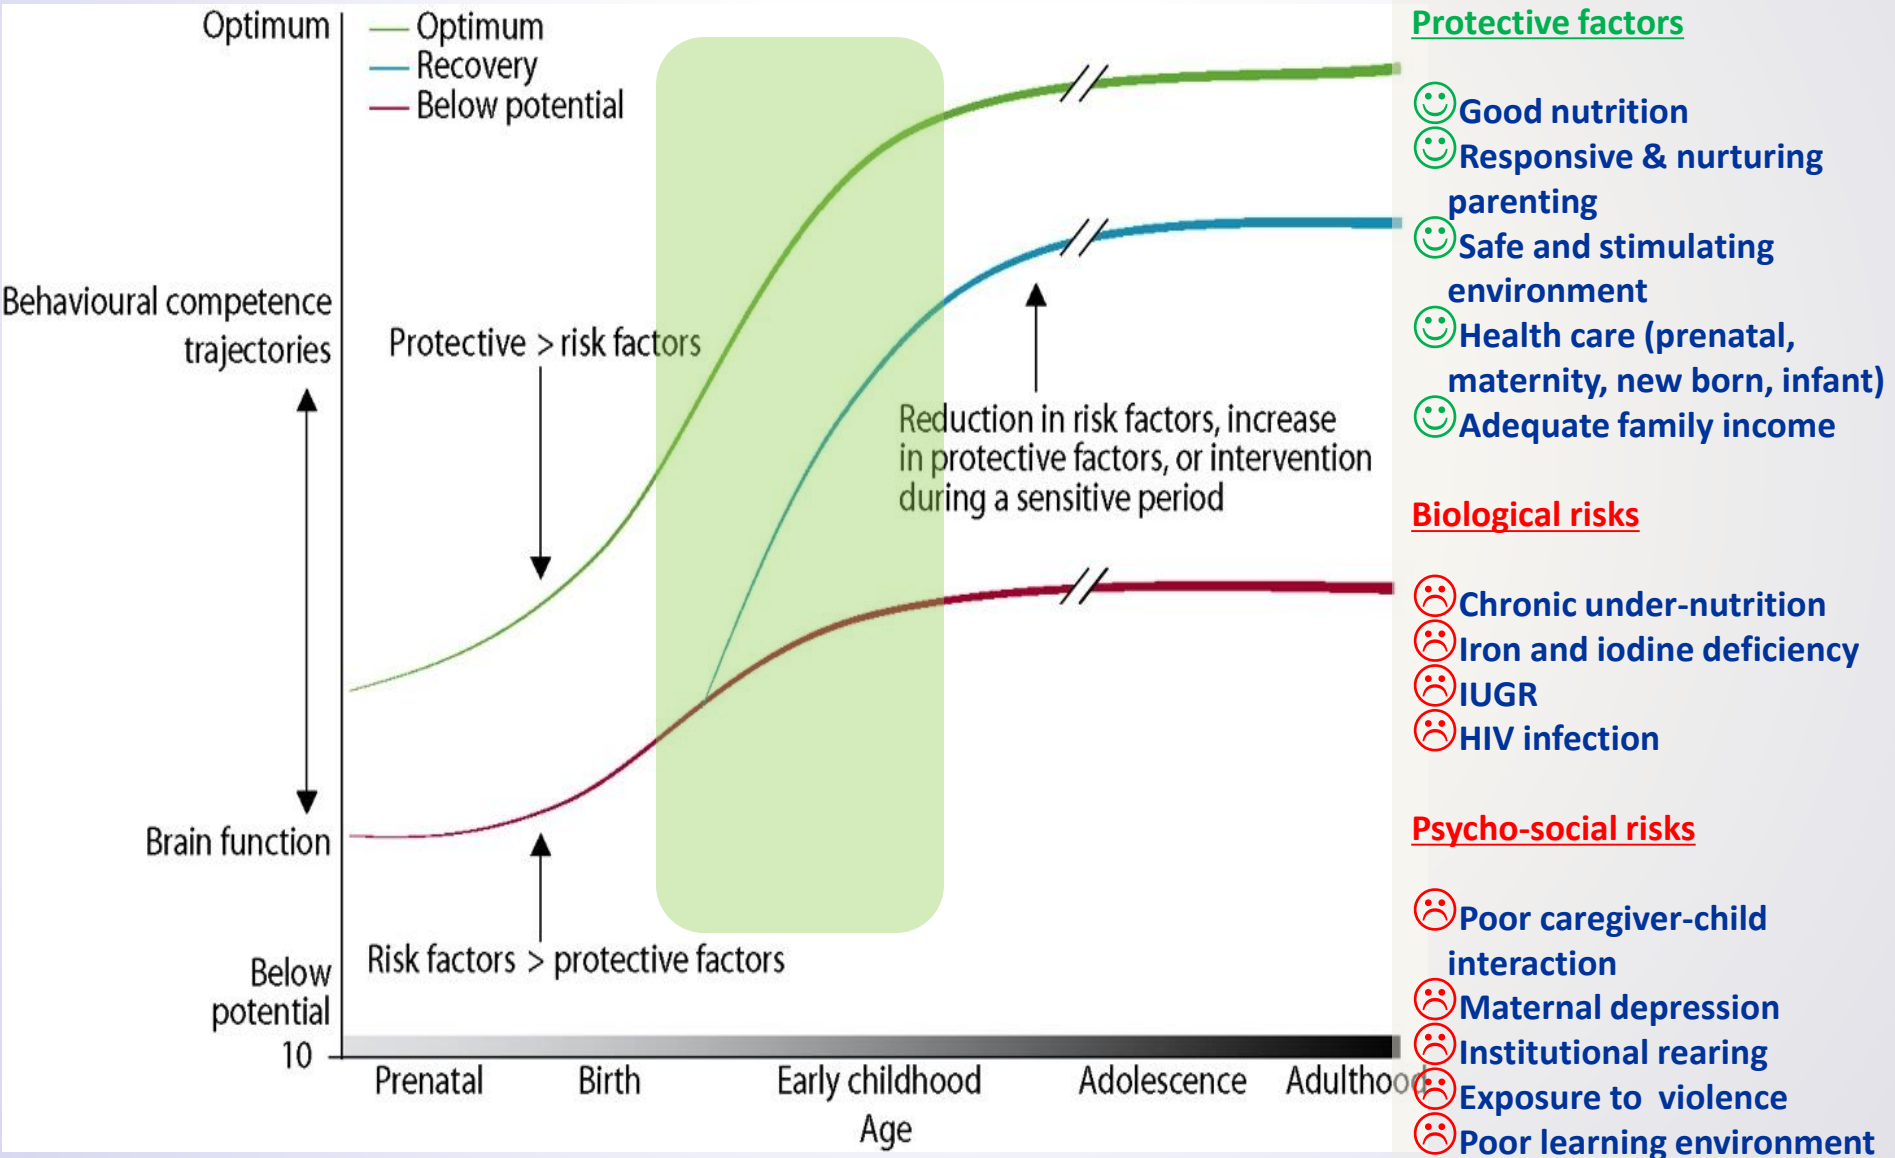 Optimum
Optimum
Recovery
Below potential
Behavioural competence
trajectories
Protective > risk factors
Reduction in risk factors, increase
in protective factors, or intervention
during a sensitive period
Brain function
Risk factors > protective factors
Below
potential
10
Prenatal
Birth
Early childhood
Adolescence
Adulthood
Age
Protective factors
Good nutrition
Responsive & nurturing
parenting
Safe and stimulating
environment
Health care (prenatal,
maternity, new born, infant)
Adequate family income
Biological risks
Chronic under-nutrition
Iron and iodine deficiency
IUGR
HIV infection
Psycho-social risks
Poor caregiver-child
interaction
Maternal depression
Institutional rearing
Exposure to violence
Poor learning environment